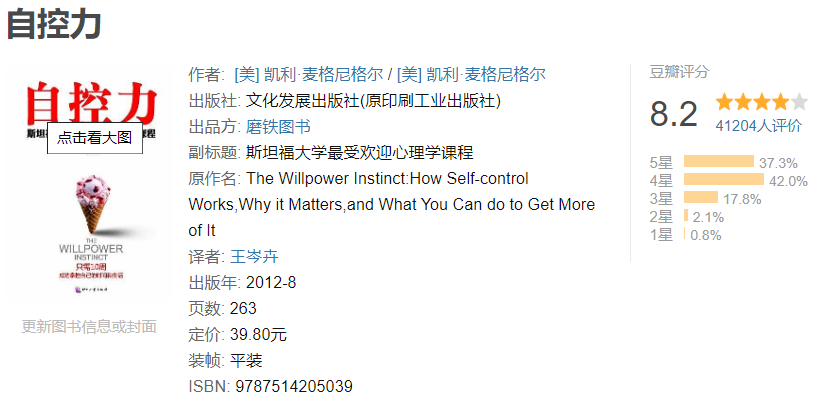 自控力
自控力
斯坦
程
点击看大图
THE
WILLPOWER
INSTINCT
只需10周
更新图书信息或封面
作者: [美] 凯利·麦格尼格尔 / [美] 凯利·麦格尼格尔
出版社: 文化发展出版社(原印刷工业出版社)
出品方: 磨铁图书
副标题: 斯坦福大学最受欢迎心理学课程
原作名: The Willpower Instinct:How Self-control
Works,Why it Matters,and What You Can do to Get More
of It
译者: 王岑卉
出版年: 2012-8
页数: 263
定价: 39.80元
装帧: 平装
ISBN: 9787514205039
豆瓣评分
8.2
41204人评价
5星 37.3%
4星 42.0%
3星 17.8%
2星 2.1%
1星 0.8%